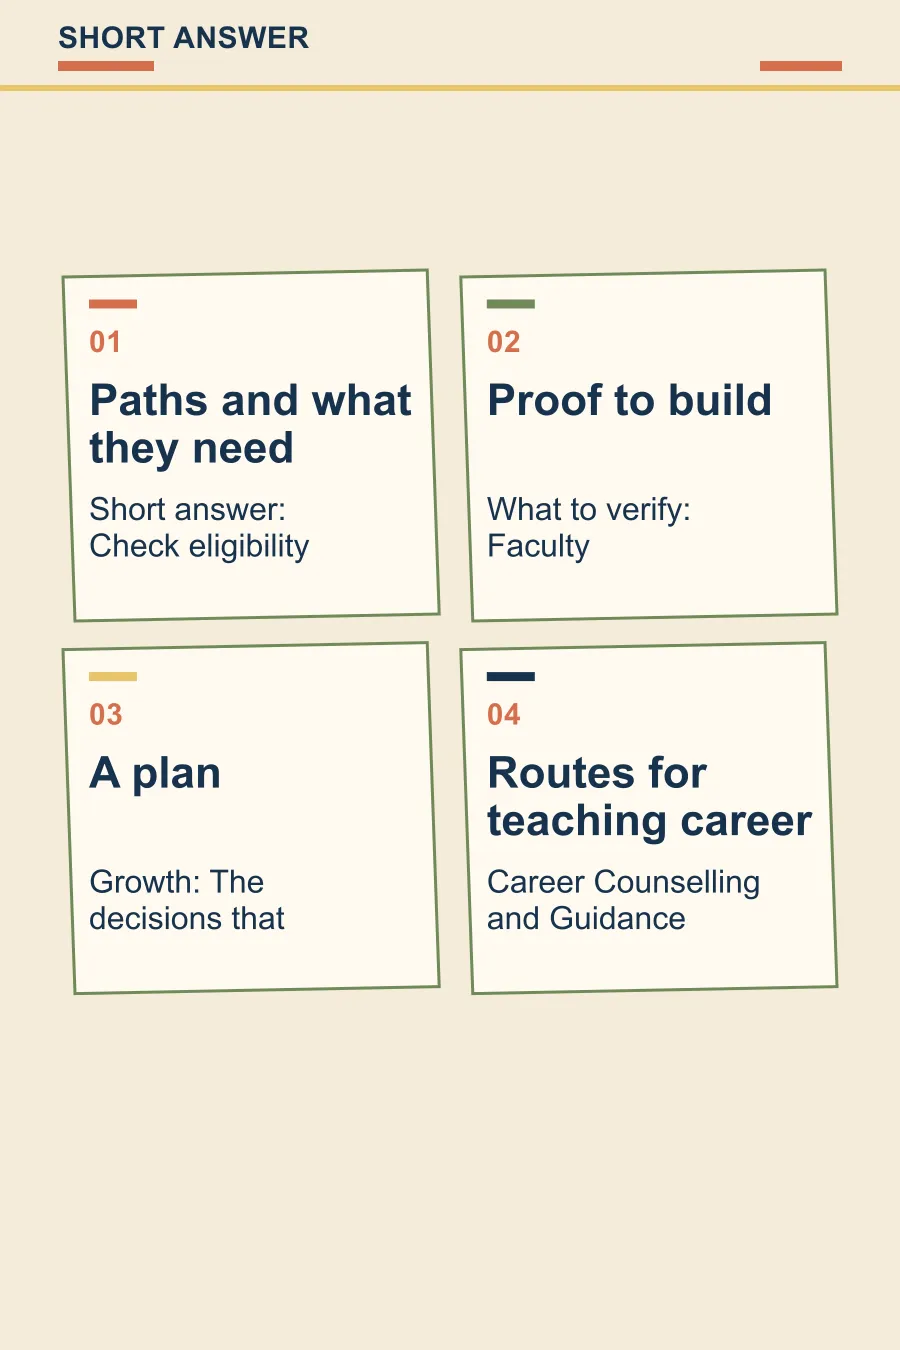 SHORT ANSWER
01
Paths and what
they need
Short answer:
Check eligibility
02
Proof to build
What to verify:
Faculty
03
A plan
Growth: The
decisions that
04
Routes for
teaching career
Career Counselling
and Guidance